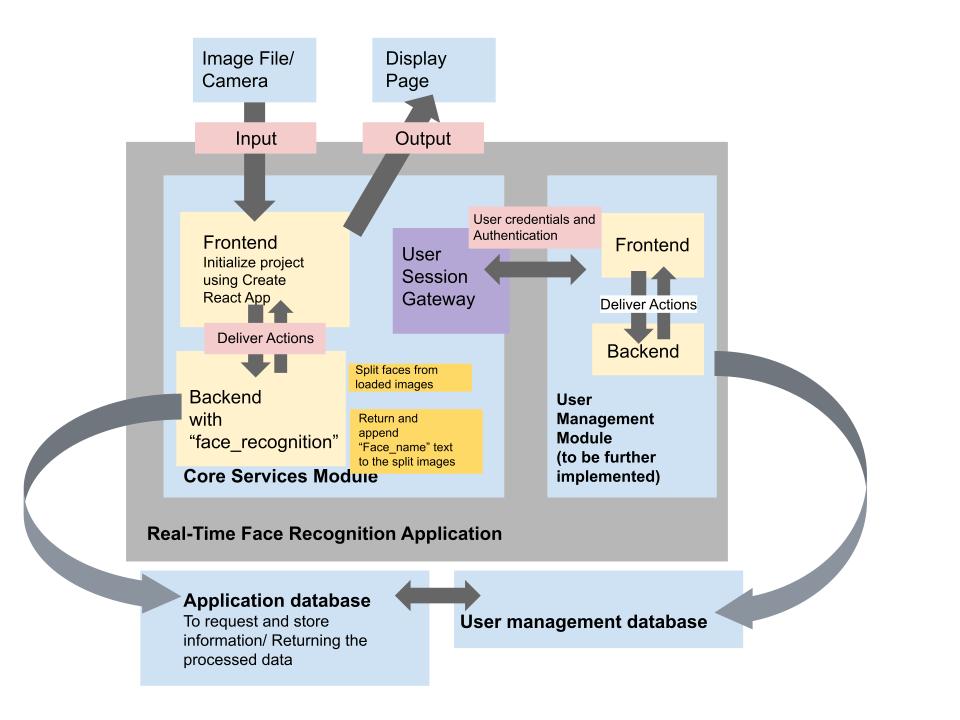 Image File/
Camera
Display
Page
Input
Output
Frontend
Initialize project
using Create
React App
Deliver Actions
Backend
with
“face_recognition”
Split faces from
loaded images
Return and
append
“Face_name” text
to the split images
Core Services Module
User
Session
Gateway
User credentials and
Authentication
Frontend
Deliver Actions
Backend
User
Management
Module
(to be further
implemented)
Real-Time Face Recognition Application
Application database
To request and store
information/ Returning the
processed data
User management database